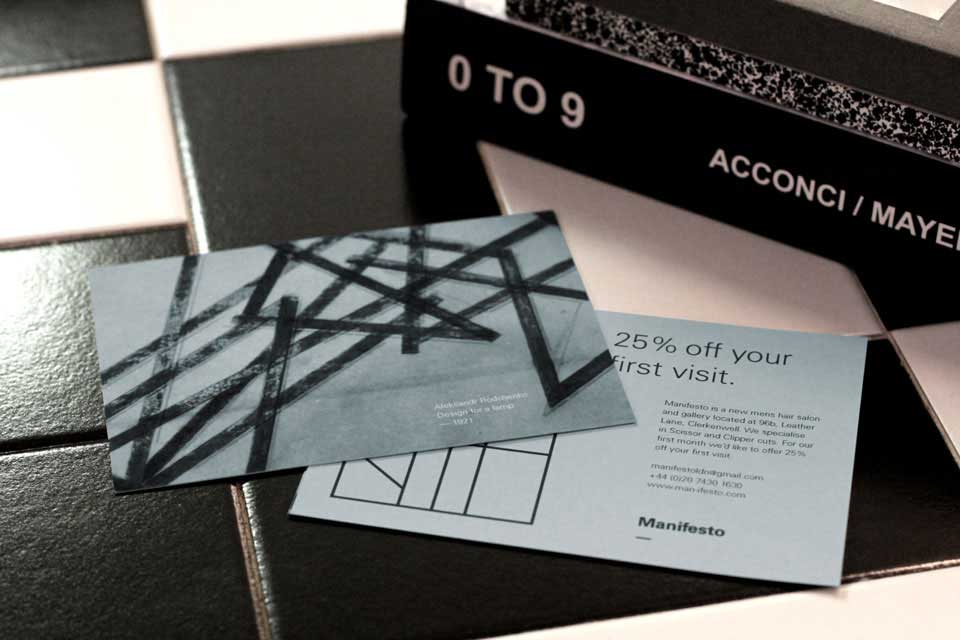 0 TO 9
ACCONCI / MAYE
Aleksandr Rodchenko
Design for a lamp
— 1921
25% off your
first visit.
Manifesto is a new mens hair salon
and gallery located at 96b, Leather
Lane, Clerkenwell. We specialise
in Scissor and Clipper cuts. For our
first month we'd like to offer 25%
off your first visit.
manifestoldn@gmail.com
+44 (0)20 7430 1630
www.man-ifesto.com
Manifesto